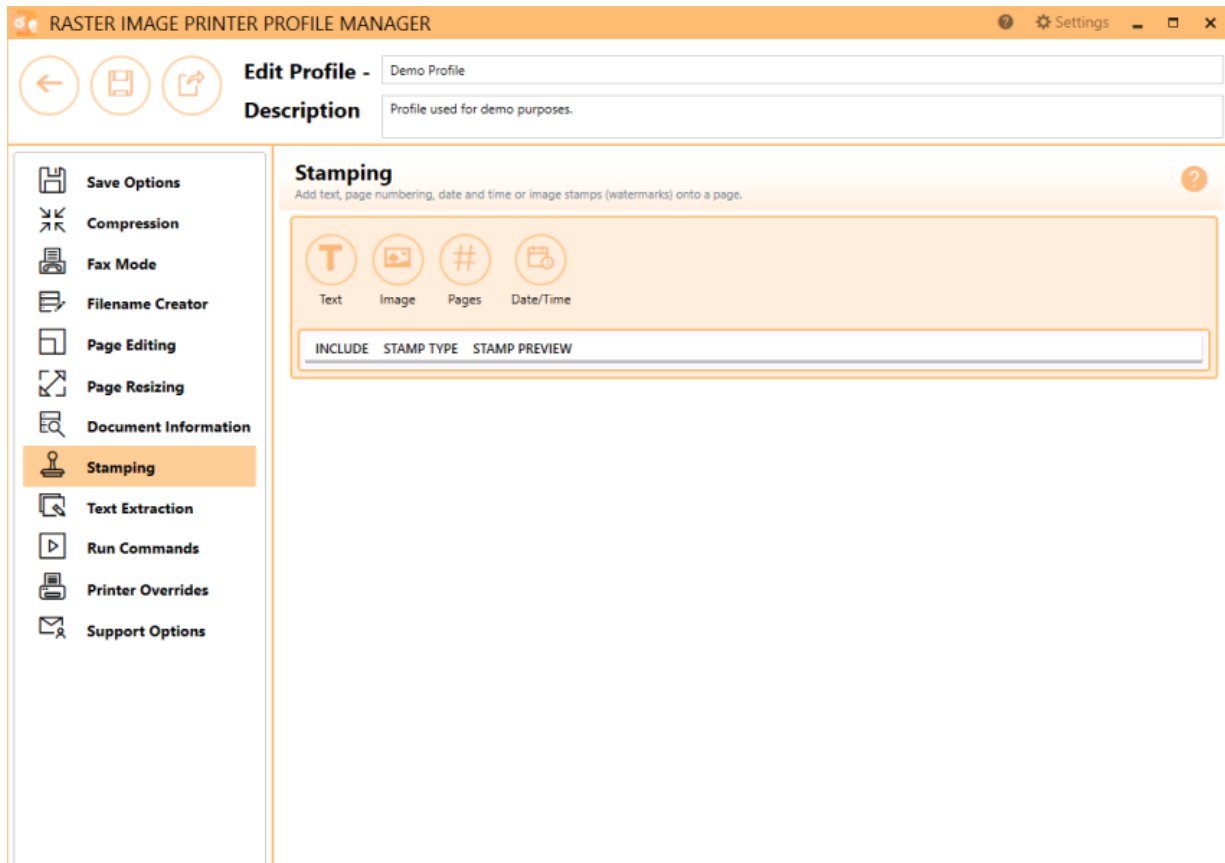 RASTER IMAGE PRINTER PROFILE MANAGER
Settings
Edit Profile - Demo Profile
Description Profile used for demo purposes.
Save Options
Compression
Fax Mode
Filename Creator
Page Editing
Page Resizing
Document Information
Stamping
Text Extraction
Run Commands
Printer Overrides
Support Options
Stamping
Add text, page numbering, date and time or image stamps (watermarks) onto a page.
Text Image Pages Date/Time
INCLUDE STAMP TYPE STAMP PREVIEW